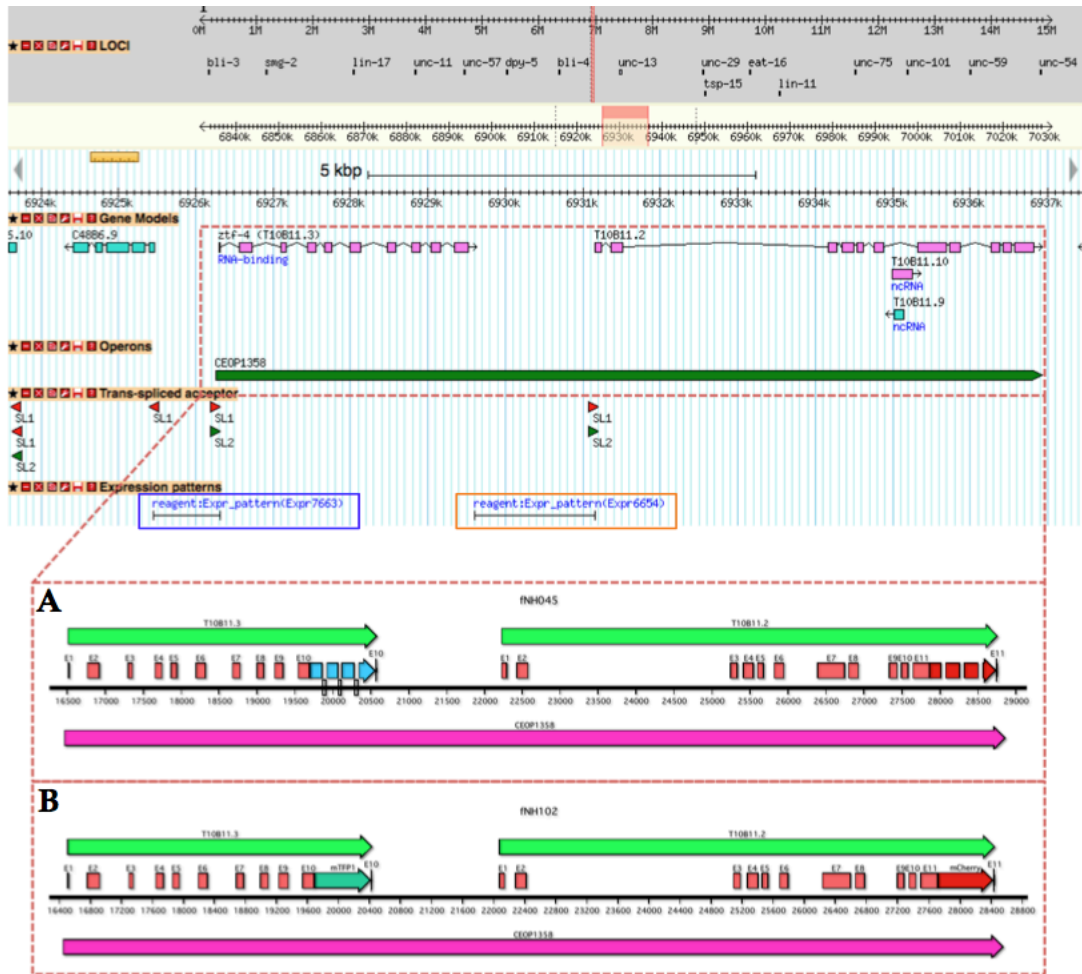 0M 1M 2M 3M 4M 5M 6M 7M 8M 9M 10M 11M 12M 13M 14M 15M
LOCI
bli-3 smg-2 lin-17 unc-11 unc-57 dpy-5 bli-4 unc-13 unc-29 eat-16 unc-75 unc-101 unc-59 unc-54
tsp-15 lin-11
6840k 6850k 6860k 6870k 6880k 6890k 6900k 6910k 6920k 6930k 6940k 6950k 6960k 6970k 6980k 6990k 7000k 7010k 7020k 7030k
5 kbp
6924k 6925k 6926k 6927k 6928k 6929k 6930k 6931k 6932k 6933k 6934k 6935k 6936k 6937k
Gene Models
5.10 C48B6.9 ztf-4 (T10B11.3) T10B11.2
RNA-binding
T10B11.10
ncRNA
T10B11.9
ncRNA
Operons
CEOP1358
Trans-spliced acceptor
SL1 SL1 SL1 SL1
SL1 SL2 SL2
SL2
Expression patterns
reagent:Expr_pattern(Expr7663) reagent:Expr_pattern(Expr6654)
A
fNH045
T10B11.3 T10B11.2
E1 E2 E3 E4 E5 E6 E7 E8 E9 E10 E10 E1 E2 E3 E4 E5 E6 E7 E8 E9 E10 E11 E11
16500 17000 17500 18000 18500 19000 19500 20000 20500 21000 21500 22000 22500 23000 23500 24000 24500 25000 25500 26000 26500 27000 27500 28000 28500 29000
CEOP1358
B
fNH102
T10B11.3 T10B11.2
E1 E2 E3 E4 E5 E6 E7 E8 E9 E10 mTFP1 E10 E1 E2 E3 E4 E5 E6 E7 E8 E9 E10 E11 mCherry E11
16400 16800 17200 17600 18000 18400 18800 19200 19600 20000 20400 20800 21200 21600 22000 22400 22800 23200 23600 24000 24400 24800 25200 25600 26000 26400 26800 27200 27600 28000 28400 28800
CEOP1358